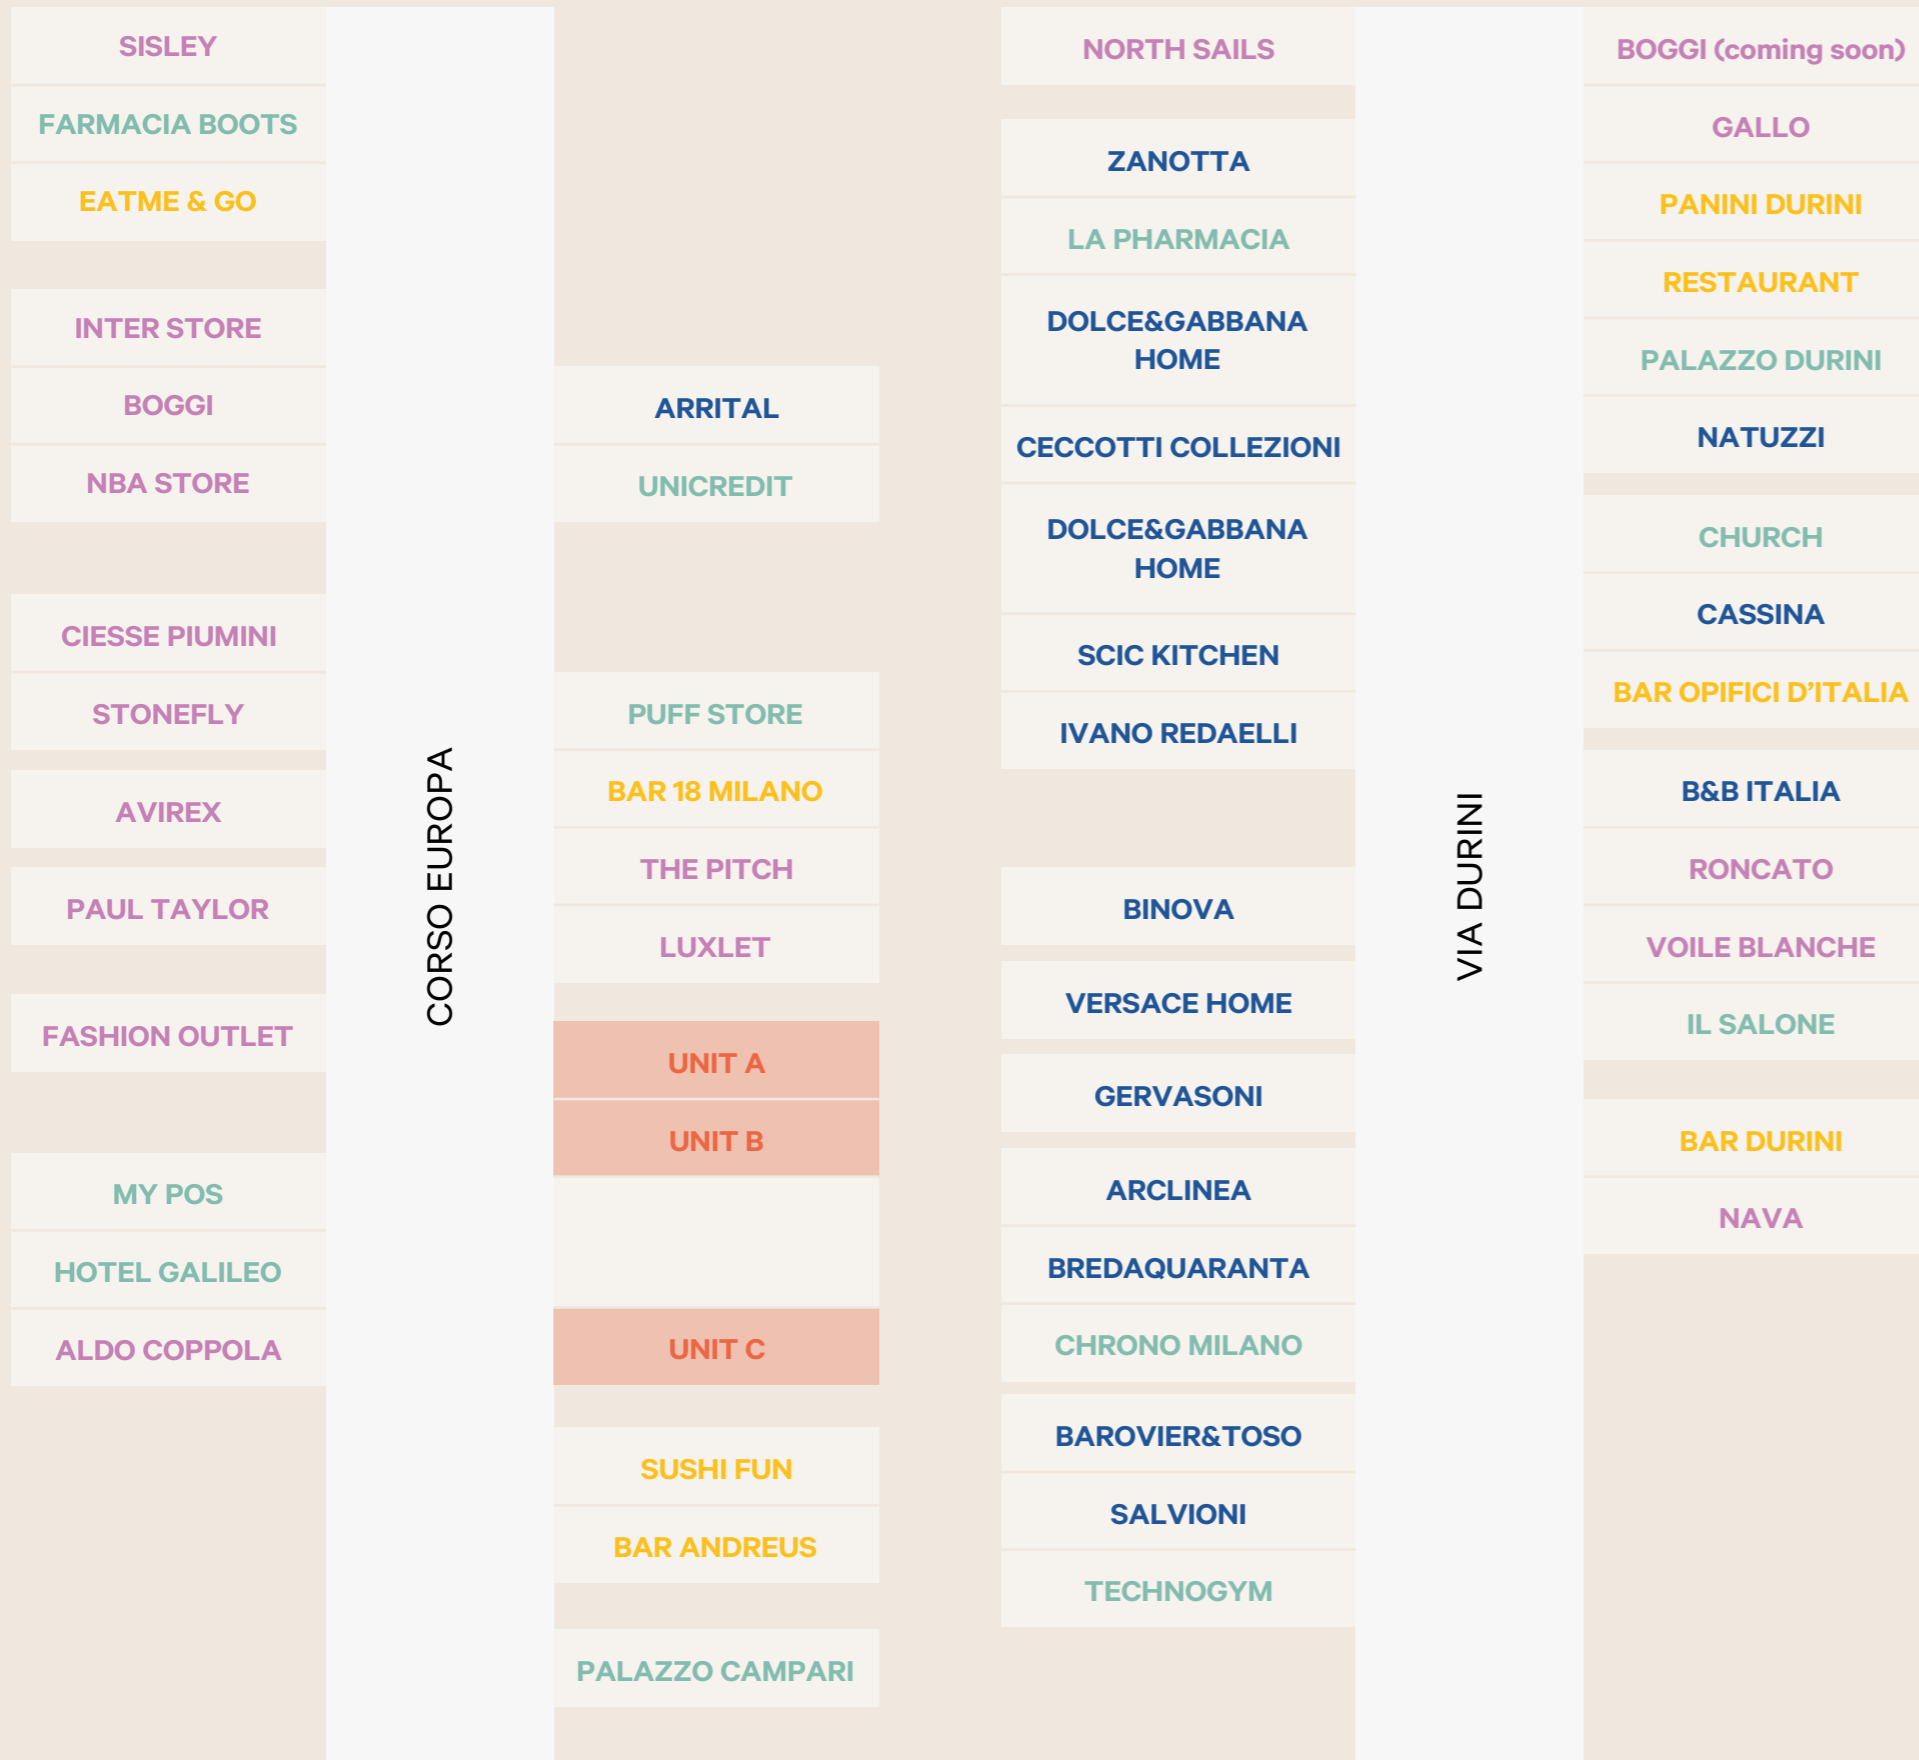 SISLEY
FARMACIA BOOTS
EATME & GO
INTER STORE
BOGGI
NBA STORE
CIESSE PIUMINI
STONEFLY
AVIREX
PAUL TAYLOR
FASHION OUTLET
MY POS
HOTEL GALILEO
ALDO COPPOLA
CORSO EUROPA
ARRITAL
UNICREDIT
PUFF STORE
BAR 18 MILANO
THE PITCH
LUXLET
UNIT A
UNIT B
UNIT C
SUSHI FUN
BAR ANDREUS
PALAZZO CAMPARI
NORTH SAILS
ZANOTTA
LA PHARMACIA
DOLCE&GABBANA
HOME
CECCOTTI COLLEZIONI
DOLCE&GABBANA
HOME
SCIC KITCHEN
IVANO REDAELLI
BINOVA
VERSACE HOME
GERVASONI
ARCLINEA
BREDAQUARANTA
CHRONO MILANO
BAROVIER&TOSO
SALVIONI
TECHNOGYM
VIA DURINI
BOGGI (coming soon)
GALLO
PANINI DURINI
RESTAURANT
PALAZZO DURINI
NATUZZI
CHURCH
CASSINA
BAR OPIFICI D’ITALIA
B&B ITALIA
RONCATO
VOILE BLANCHE
IL SALONE
BAR DURINI
NAVA